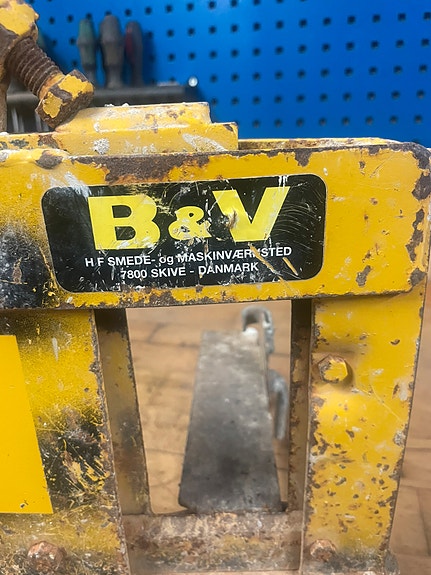 B&V
H F SMEDE- og MASKINVÆRKSTED
7800 SKIVE - DANMARK